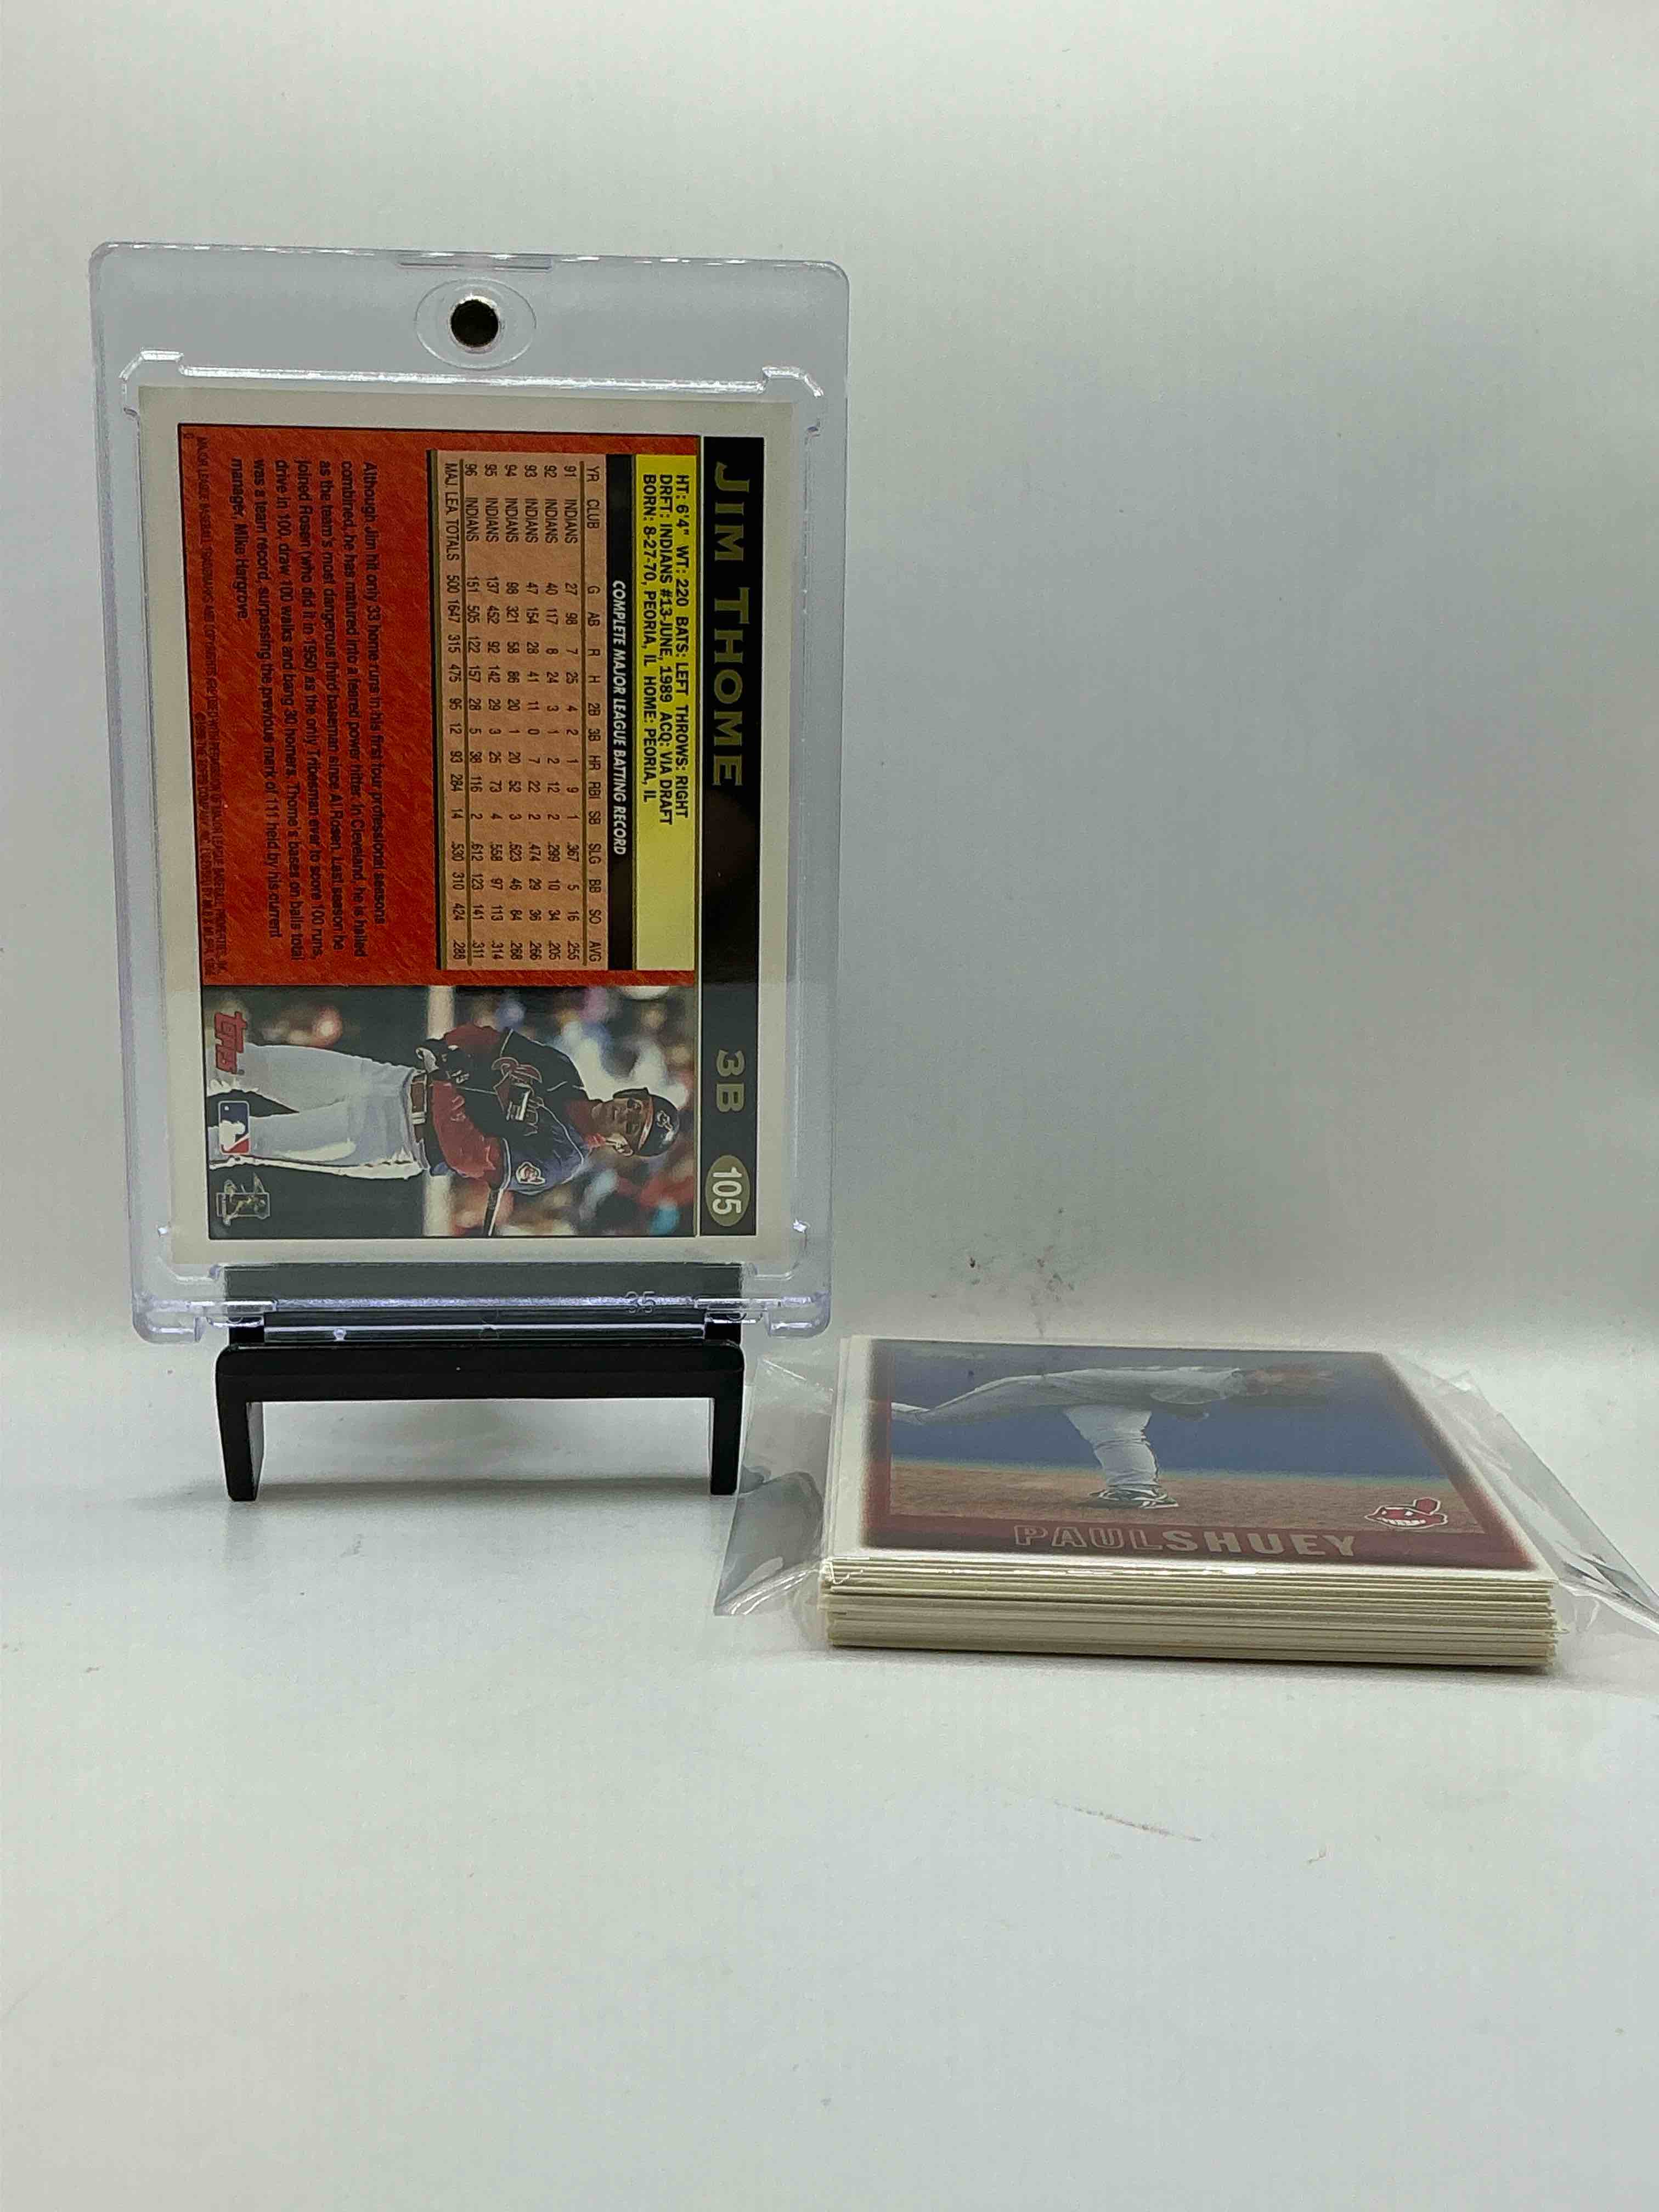 JIM THOME 3B 105
HT: 6'4" WT: 220 BATS: LEFT THROWS: RIGHT
DRFT: INDIANS #13-JUNE, 1989 ACQ: VIA DRAFT
BORN: 8-27-70, PEORIA, IL HOME: PEORIA, IL
COMPLETE MAJOR LEAGUE BATTING RECORD
YR CLUB G AB R H 2B 3B HR RBI SB SLG BB SO AVG
91 INDIANS 27 98 7 25 4 2 1 9 1 .367 5 16 .255
92 INDIANS 40 117 8 24 3 1 2 12 2 .299 10 34 .205
93 INDIANS 47 154 28 41 11 0 7 22 2 .474 29 36 .266
94 INDIANS 98 321 58 86 20 1 20 52 3 .523 46 84 .268
95 INDIANS 137 452 92 142 29 3 25 73 4 .558 97 113 .314
96 INDIANS 151 505 122 157 28 5 38 116 2 .612 123 141 .311
MAJ. LEA. TOTALS 500 1647 315 475 95 12 93 284 14 .530 310 424 .288
Although Jim hit only 33 home runs in his first four professional seasons
combined, he has matured into a feared power hitter. In Cleveland, he is hailed
as the team's most dangerous third baseman since Al Rosen. Last season he
joined Rosen (who did it in 1950) as the only Tribesman ever to score 100 runs,
drive in 100, draw 100 walks and bang 30 homers. Thome's bases on balls total
was a team record, surpassing the previous mark of 111 held by his current
manager, Mike Hargrove.
topps
35
PAUL SHUEY